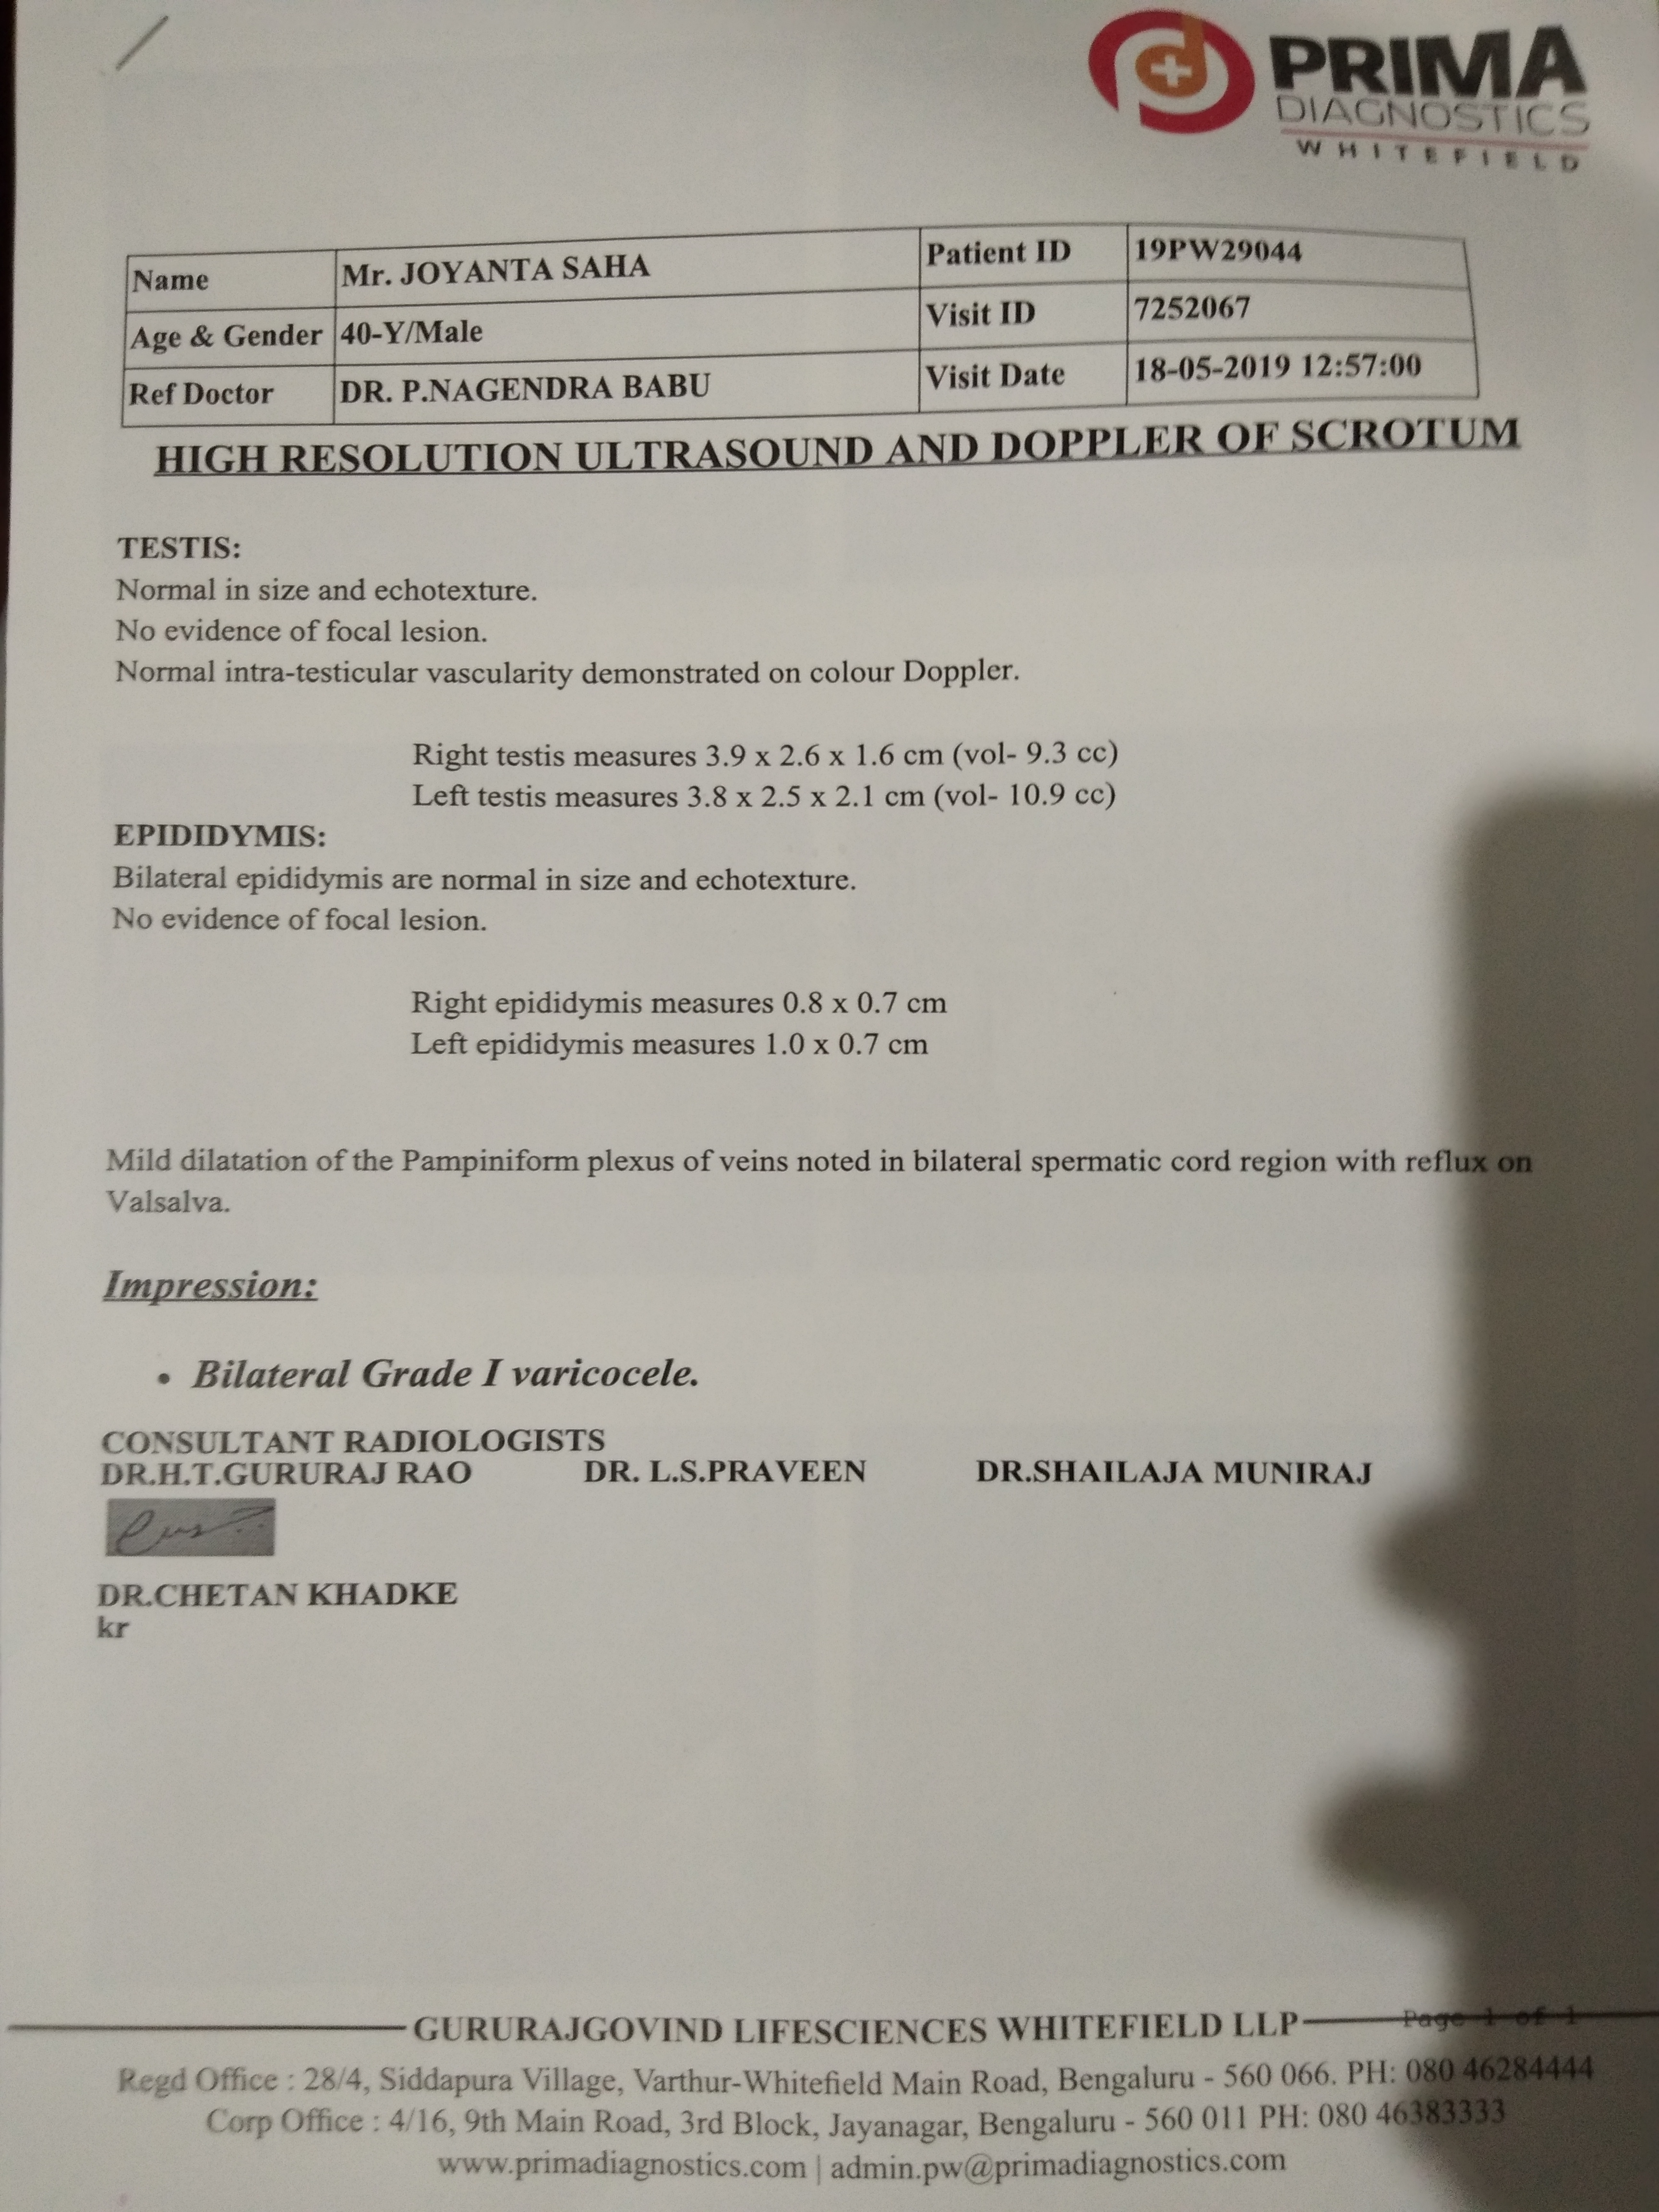 PRIMA
DIAGNOSTICS
WHITEFIELD
Name Mr. JOYANTA SAHA Patient ID 19PW29044
Age & Gender 40-Y/Male Visit ID 7252067
Ref Doctor DR. P.NAGENDRA BABU Visit Date 18-05-2019 12:57:00
HIGH RESOLUTION ULTRASOUND AND DOPPLER OF SCROTUM
TESTIS:
Normal in size and echotexture.
No evidence of focal lesion.
Normal intra-testicular vascularity demonstrated on colour Doppler.
Right testis measures 3.9 x 2.6 x 1.6 cm (vol- 9.3 cc)
Left testis measures 3.8 x 2.5 x 2.1 cm (vol- 10.9 cc)
EPIDIDYMIS:
Bilateral epididymis are normal in size and echotexture.
No evidence of focal lesion.
Right epididymis measures 0.8 x 0.7 cm
Left epididymis measures 1.0 x 0.7 cm
Mild dilatation of the Pampiniform plexus of veins noted in bilateral spermatic cord region with reflux on
Valsalva.
Impression:
• Bilateral Grade I varicocele.
CONSULTANT RADIOLOGISTS
DR.H.T.GURURAJ RAO DR. L.S.PRAVEEN DR.SHAILAJA MUNIRAJ
DR.CHETAN KHADKE
kr
GURURAJGOVIND LIFESCIENCES WHITEFIELD LLP Page 1 of 1
Regd Office : 28/4, Siddapura Village, Varthur-Whitefield Main Road, Bengaluru - 560 066. PH: 080 46284444
Corp Office : 4/16, 9th Main Road, 3rd Block, Jayanagar, Bengaluru - 560 011 PH: 080 46383333
www.primadiagnostics.com | admin.pw@primadiagnostics.com